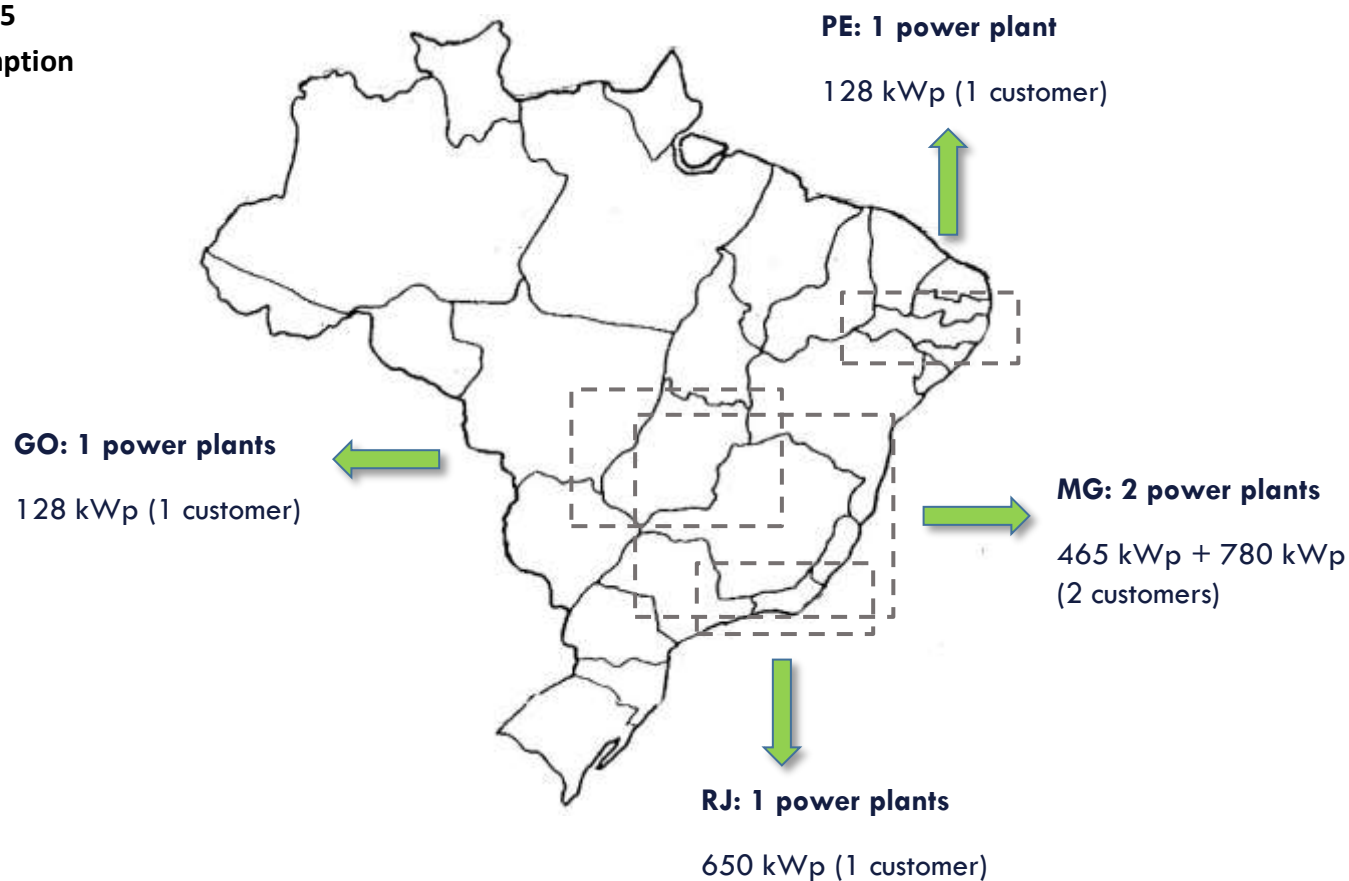 5
PE: 1 power plant
128 kWp (1 customer)
GO: 1 power plants
128 kWp (1 customer)
MG: 2 power plants
465 kWp + 780 kWp
(2 customers)
RJ: 1 power plants
650 kWp (1 customer)